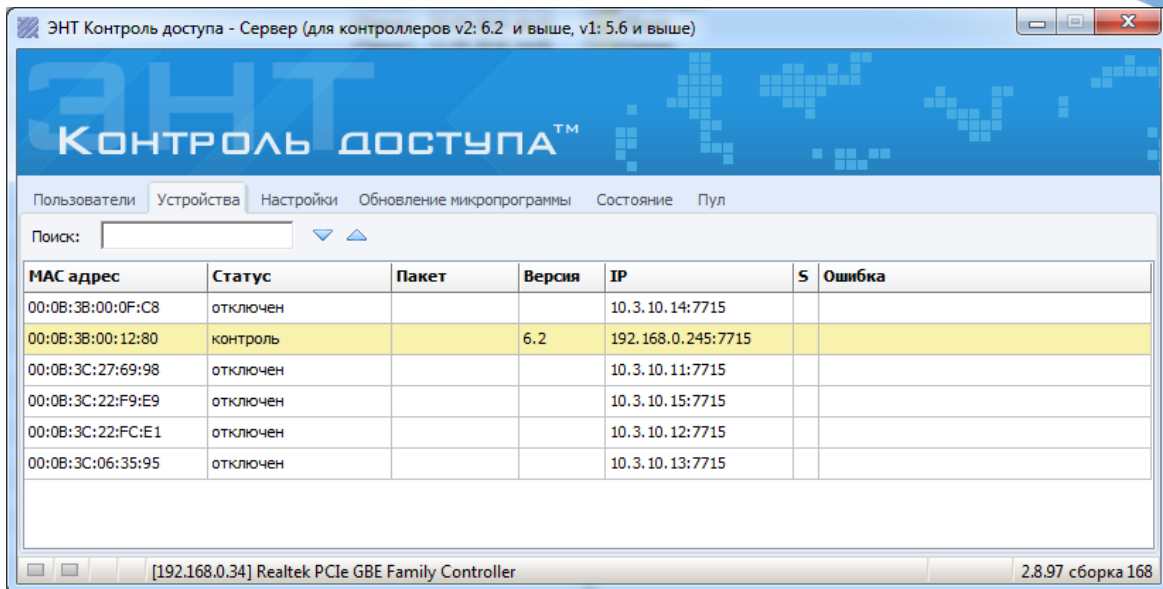 ЭНТ Контроль доступа - Сервер (для контроллеров v2: 6.2 и выше, v1: 5.6 и выше)
ЭНТ
Контроль доступа™
Пользователи Устройства Настройки Обновление микропрограммы Состояние Пул
Поиск:
MAC адрес Статус Пакет Версия IP S Ошибка
00:0B:3B:00:0F:C8 отключен 10.3.10.14:7715
00:0B:3B:00:12:80 контроль 6.2 192.168.0.245:7715
00:0B:3C:27:69:98 отключен 10.3.10.11:7715
00:0B:3C:22:F9:E9 отключен 10.3.10.15:7715
00:0B:3C:22:FC:E1 отключен 10.3.10.12:7715
00:0B:3C:06:35:95 отключен 10.3.10.13:7715
[192.168.0.34] Realtek PCIe GBE Family Controller 2.8.97 сборка 168